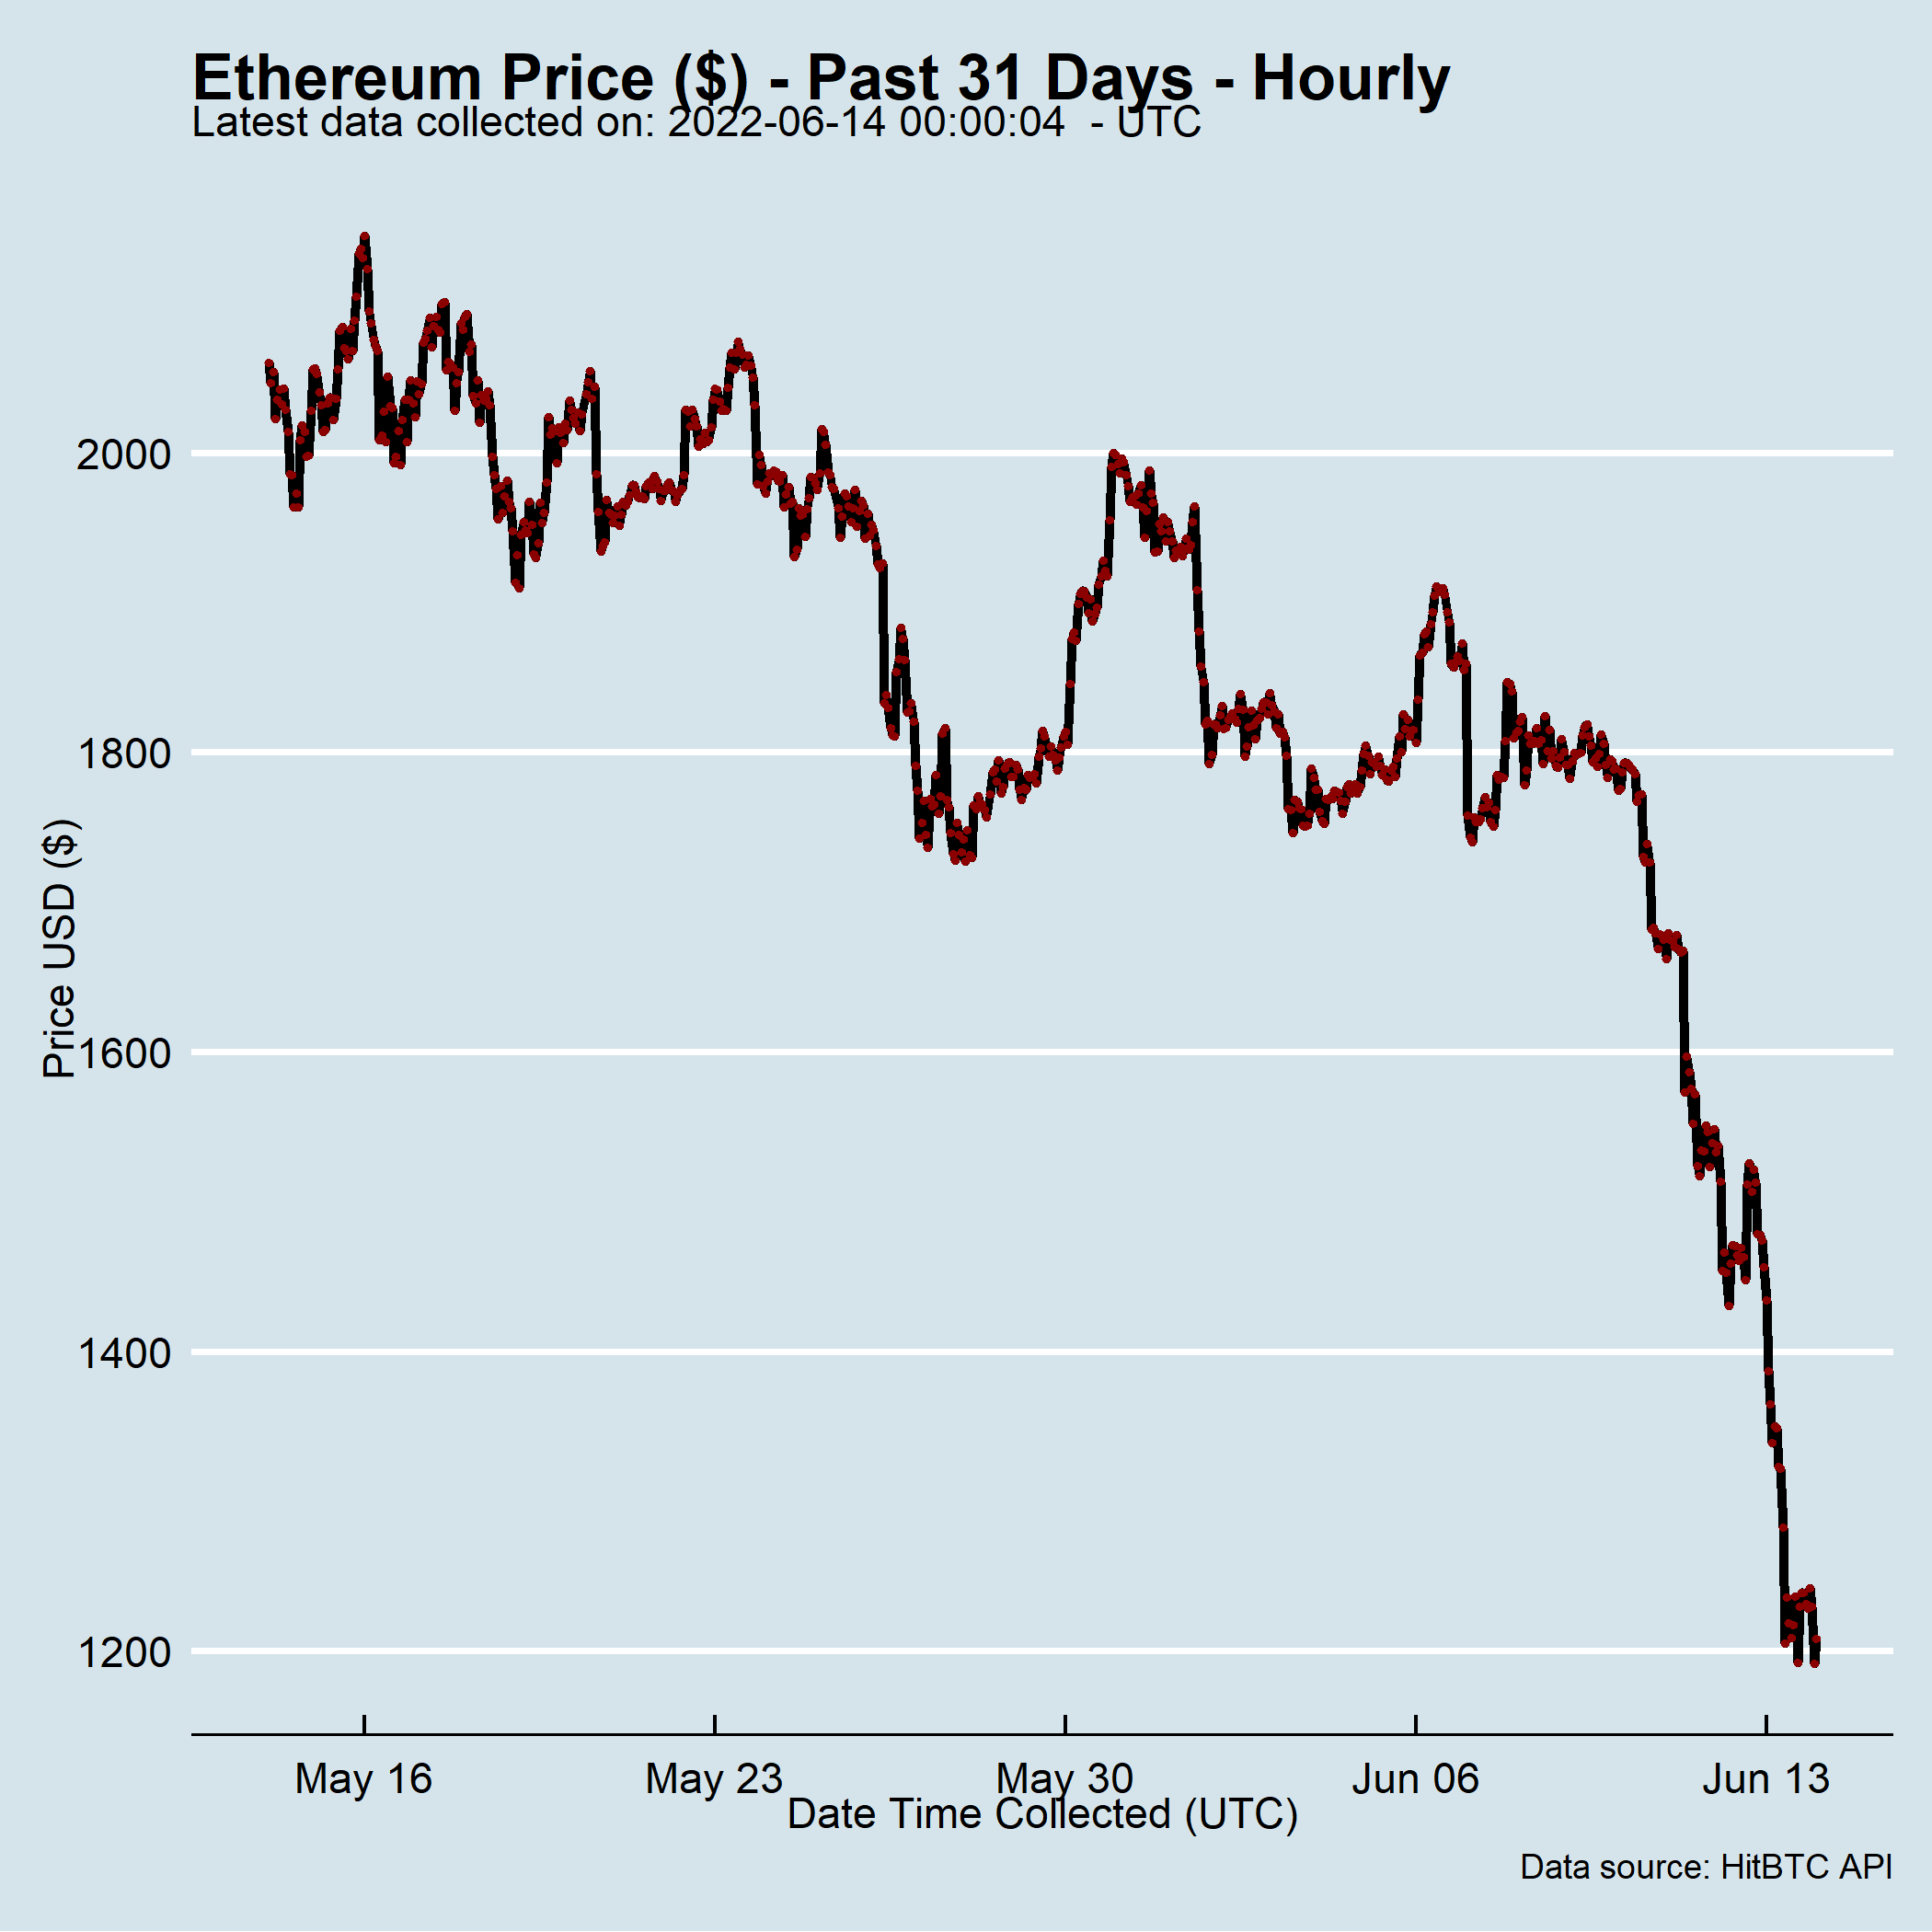 Ethereum Price ($) - Past 31 Days - Hourly
Latest data collected on: 2022-06-14 00:00:04  - UTC
Price USD ($)
2000
1800
1600
1400
1200
May 16
May 23
May 30
Jun 06
Jun 13
Date Time Collected (UTC)
Data source: HitBTC API